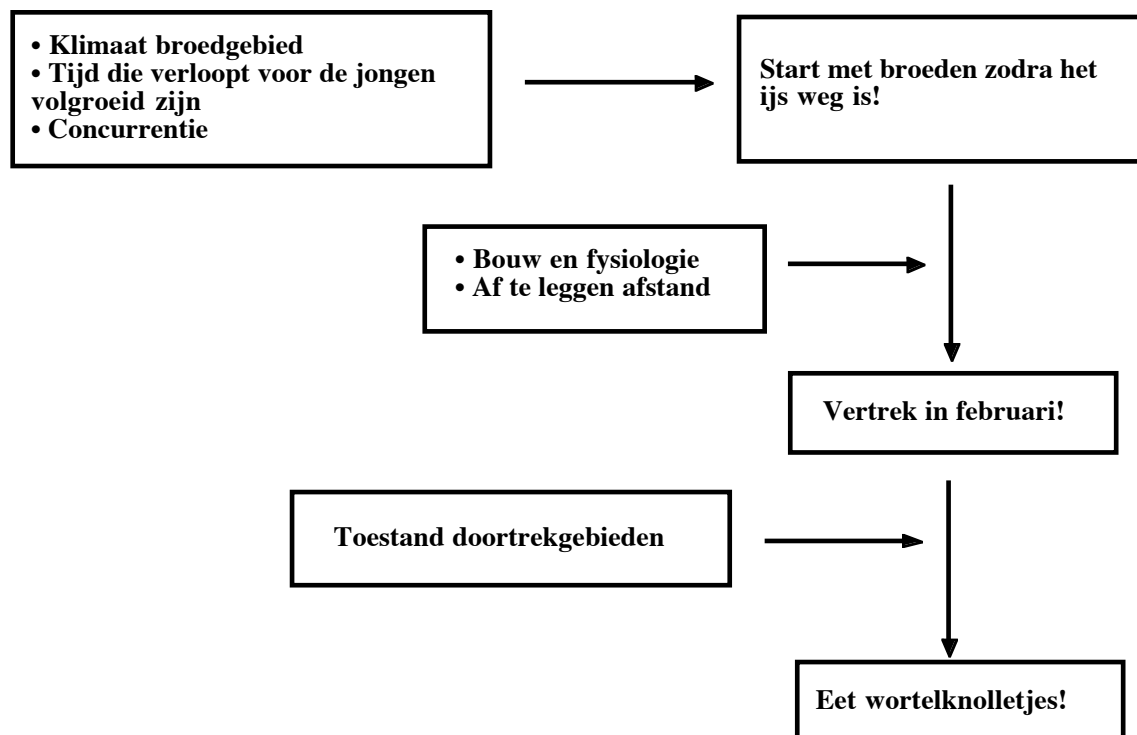 • Klimaat broedgebied
• Tijd die verloopt voor de jongen
volgroeid zijn
• Concurrentie
Start met broeden zodra het
ijs weg is!
• Bouw en fysiologie
• Af te leggen afstand
Vertrek in februari!
Toestand doortrekgebieden
Eet wortelknolletjes!